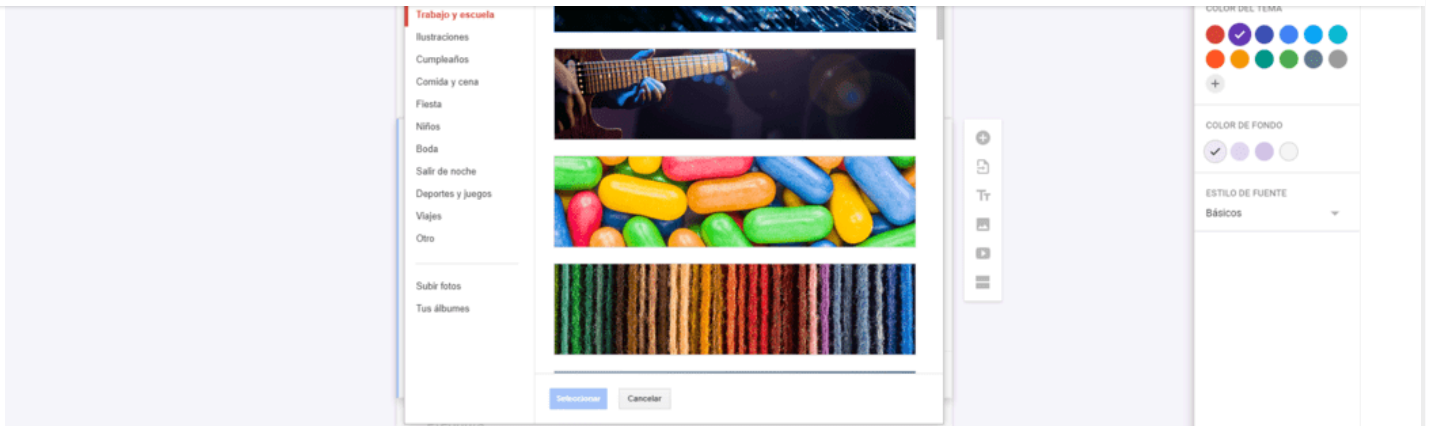 Trabajo y escuela
Ilustraciones
Cumpleaños
Comida y cena
Fiesta
Niños
Boda
Salir de noche
Deportes y juegos
Viajes
Otro
Subir fotos
Tus álbumes
Seleccionar
Cancelar
Tт
COLOR DEL TEMA
COLOR DE FONDO
ESTILO DE FUENTE
Básicos